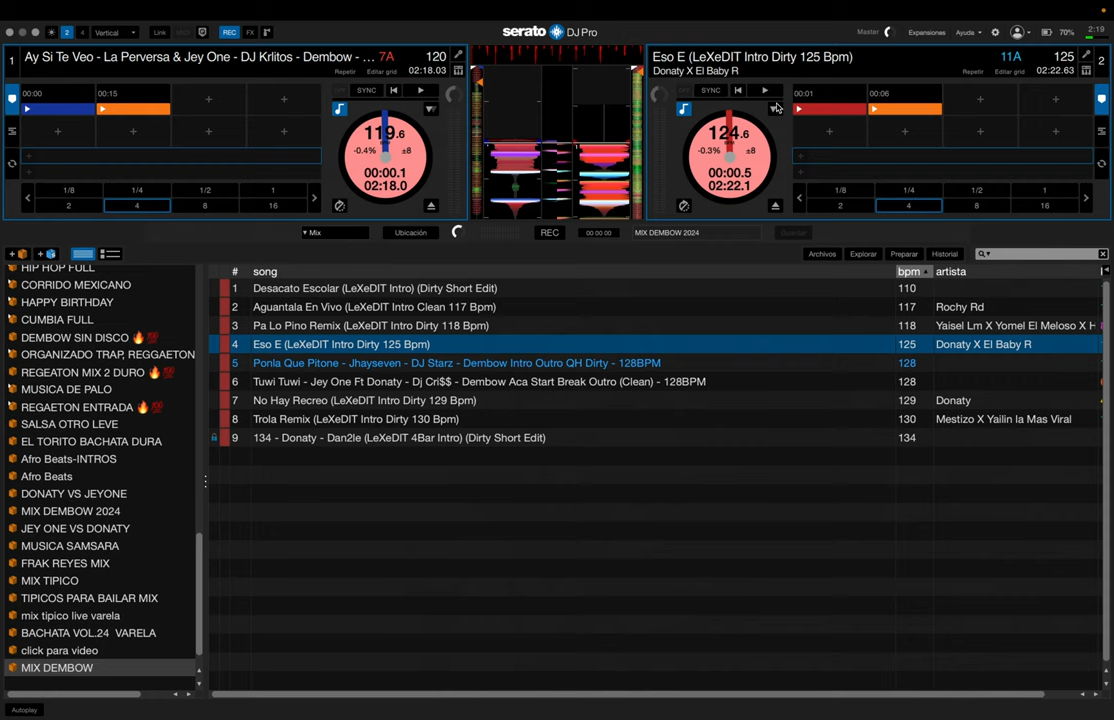 2 4 Vertical Link MIDI REC FX serato DJ Pro Master Expansiones Ayuda 70% 2:19
1 Ay Si Te Veo - La Perversa & Jey One - DJ Krlitos - Dembow - ... 7A 120
Repetir Editar grid 02:18.03
Eso E (LeXeDIT Intro Dirty 125 Bpm) 11A 125 2
Donaty X El Baby R Repetir Editar grid 02:22.63
00:00 00:15
OFF SYNC
119.6
-0.4% ±8
00:00.1
02:18.0
OFF SYNC
124.6
-0.3% ±8
00:00.5
02:22.1
00:01 00:06
1/8 1/4 1/2 1
2 4 8 16
1/8 1/4 1/2 1
2 4 8 16
Mix Ubicación REC 00 00 00 MIX DEMBOW 2024 Guardar
Archivos Explorar Preparar Historial
# song bpm artista
1 Desacato Escolar (LeXeDIT Intro) (Dirty Short Edit) 110
2 Aguantala En Vivo (LeXeDIT Intro Clean 117 Bpm) 117 Rochy Rd
3 Pa Lo Pino Remix (LeXeDIT Intro Dirty 118 Bpm) 118 Yaisel Lm X Yomel El Meloso X H
4 Eso E (LeXeDIT Intro Dirty 125 Bpm) 125 Donaty X El Baby R
5 Ponla Que Pitone - Jhayseven - DJ Starz - Dembow Intro Outro QH Dirty - 128BPM 128
6 Tuwi Tuwi - Jey One Ft Donaty - Dj Cri$$ - Dembow Aca Start Break Outro (Clean) - 128BPM 128
7 No Hay Recreo (LeXeDIT Intro Dirty 129 Bpm) 129 Donaty
8 Trola Remix (LeXeDIT Intro Dirty 130 Bpm) 130 Mestizo X Yailin la Mas Viral
9 134 - Donaty - Dan2le (LeXeDIT 4Bar Intro) (Dirty Short Edit) 134
HIP HOP FULL
CORRIDO MEXICANO
HAPPY BIRTHDAY
CUMBIA FULL
DEMBOW SIN DISCO 🔥💯
ORGANIZADO TRAP, REGGAETON
REGEATON MIX 2 DURO 🔥💯
MUSICA DE PALO
REGAETON ENTRADA 🔥💯
SALSA OTRO LEVE
EL TORITO BACHATA DURA
Afro Beats-INTROS
Afro Beats
DONATY VS JEYONE
MIX DEMBOW 2024
JEY ONE VS DONATY
MUSICA SAMSARA
FRAK REYES MIX
MIX TIPICO
TIPICOS PARA BAILAR MIX
mix tipico live varela
BACHATA VOL.24 VARELA
click para video
MIX DEMBOW
Autoplay